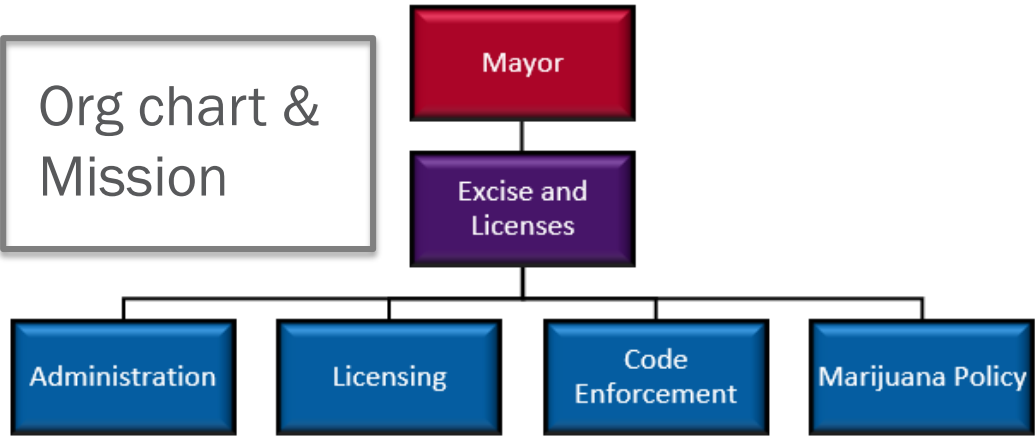 Org chart &
Mission
Mayor
Excise and
Licenses
Administration
Licensing
Code
Enforcement
Marijuana Policy